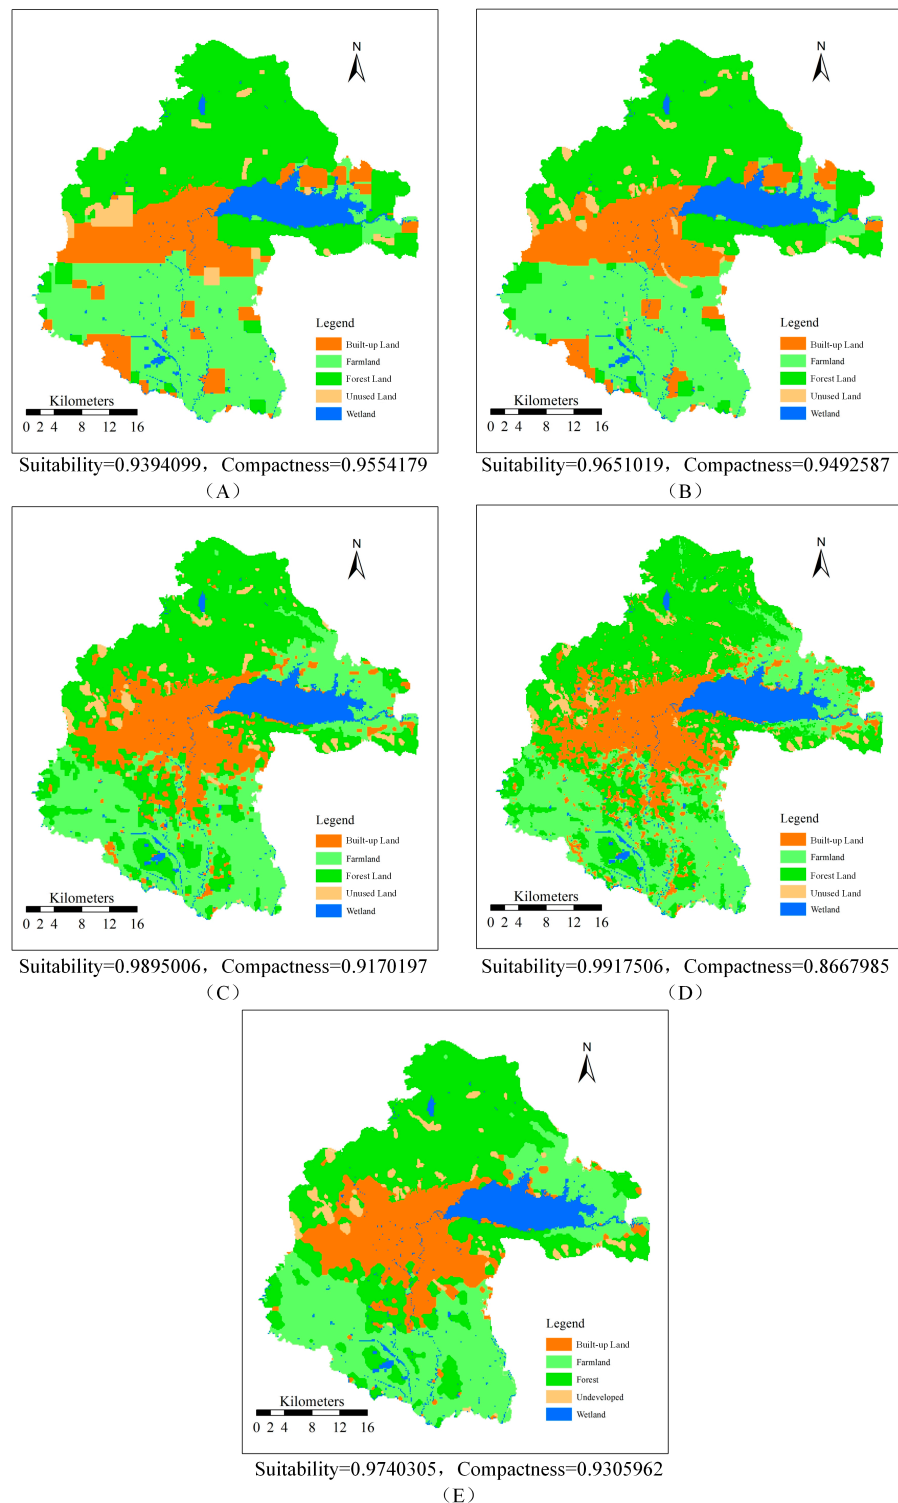 N
Legend
Built-up Land
Farmland
Forest Land
Unused Land
Wetland
Kilometers
0 2 4 8 12 16
Suitability=0.9394099，Compactness=0.9554179
（A）
N
Legend
Built-up Land
Farmland
Forest Land
Unused Land
Wetland
Kilometers
0 2 4 8 12 16
Suitability=0.9651019，Compactness=0.9492587
（B）
N
Legend
Built-up Land
Farmland
Forest Land
Unused Land
Wetland
Kilometers
0 2 4 8 12 16
Suitability=0.9895006，Compactness=0.9170197
（C）
N
Legend
Built-up Land
Farmland
Forest Land
Unused Land
Wetland
Kilometers
0 2 4 8 12 16
Suitability=0.9917506，Compactness=0.8667985
（D）
N
Legend
Built-up Land
Farmland
Forest
Undeveloped
Wetland
Kilometers
0 2 4 8 12 16
Suitability=0.9740305，Compactness=0.9305962
（E）